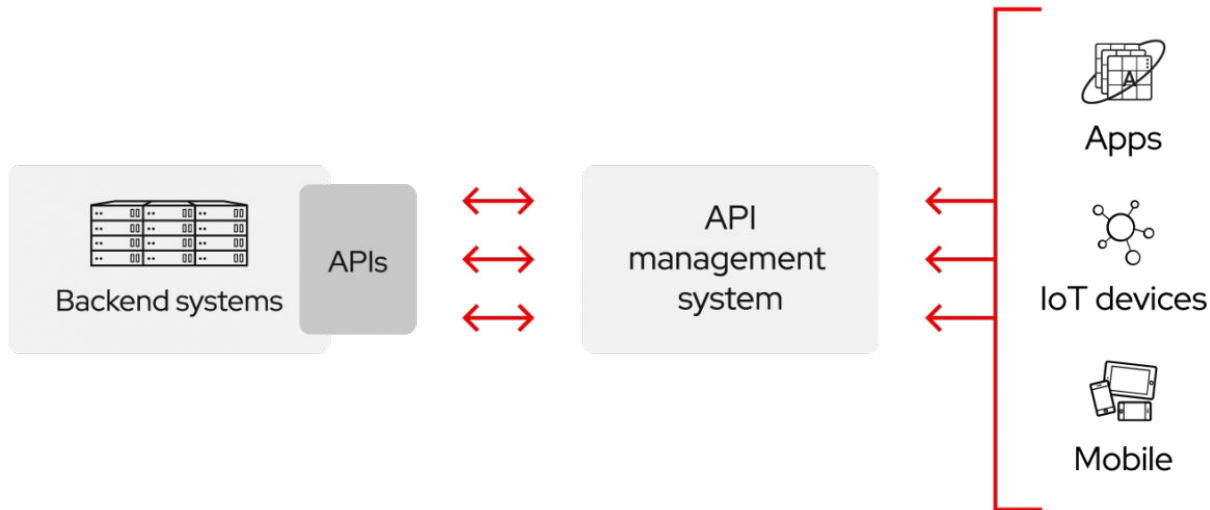 Backend systems
APIs
API
management
system
A
Apps
IoT devices
Mobile